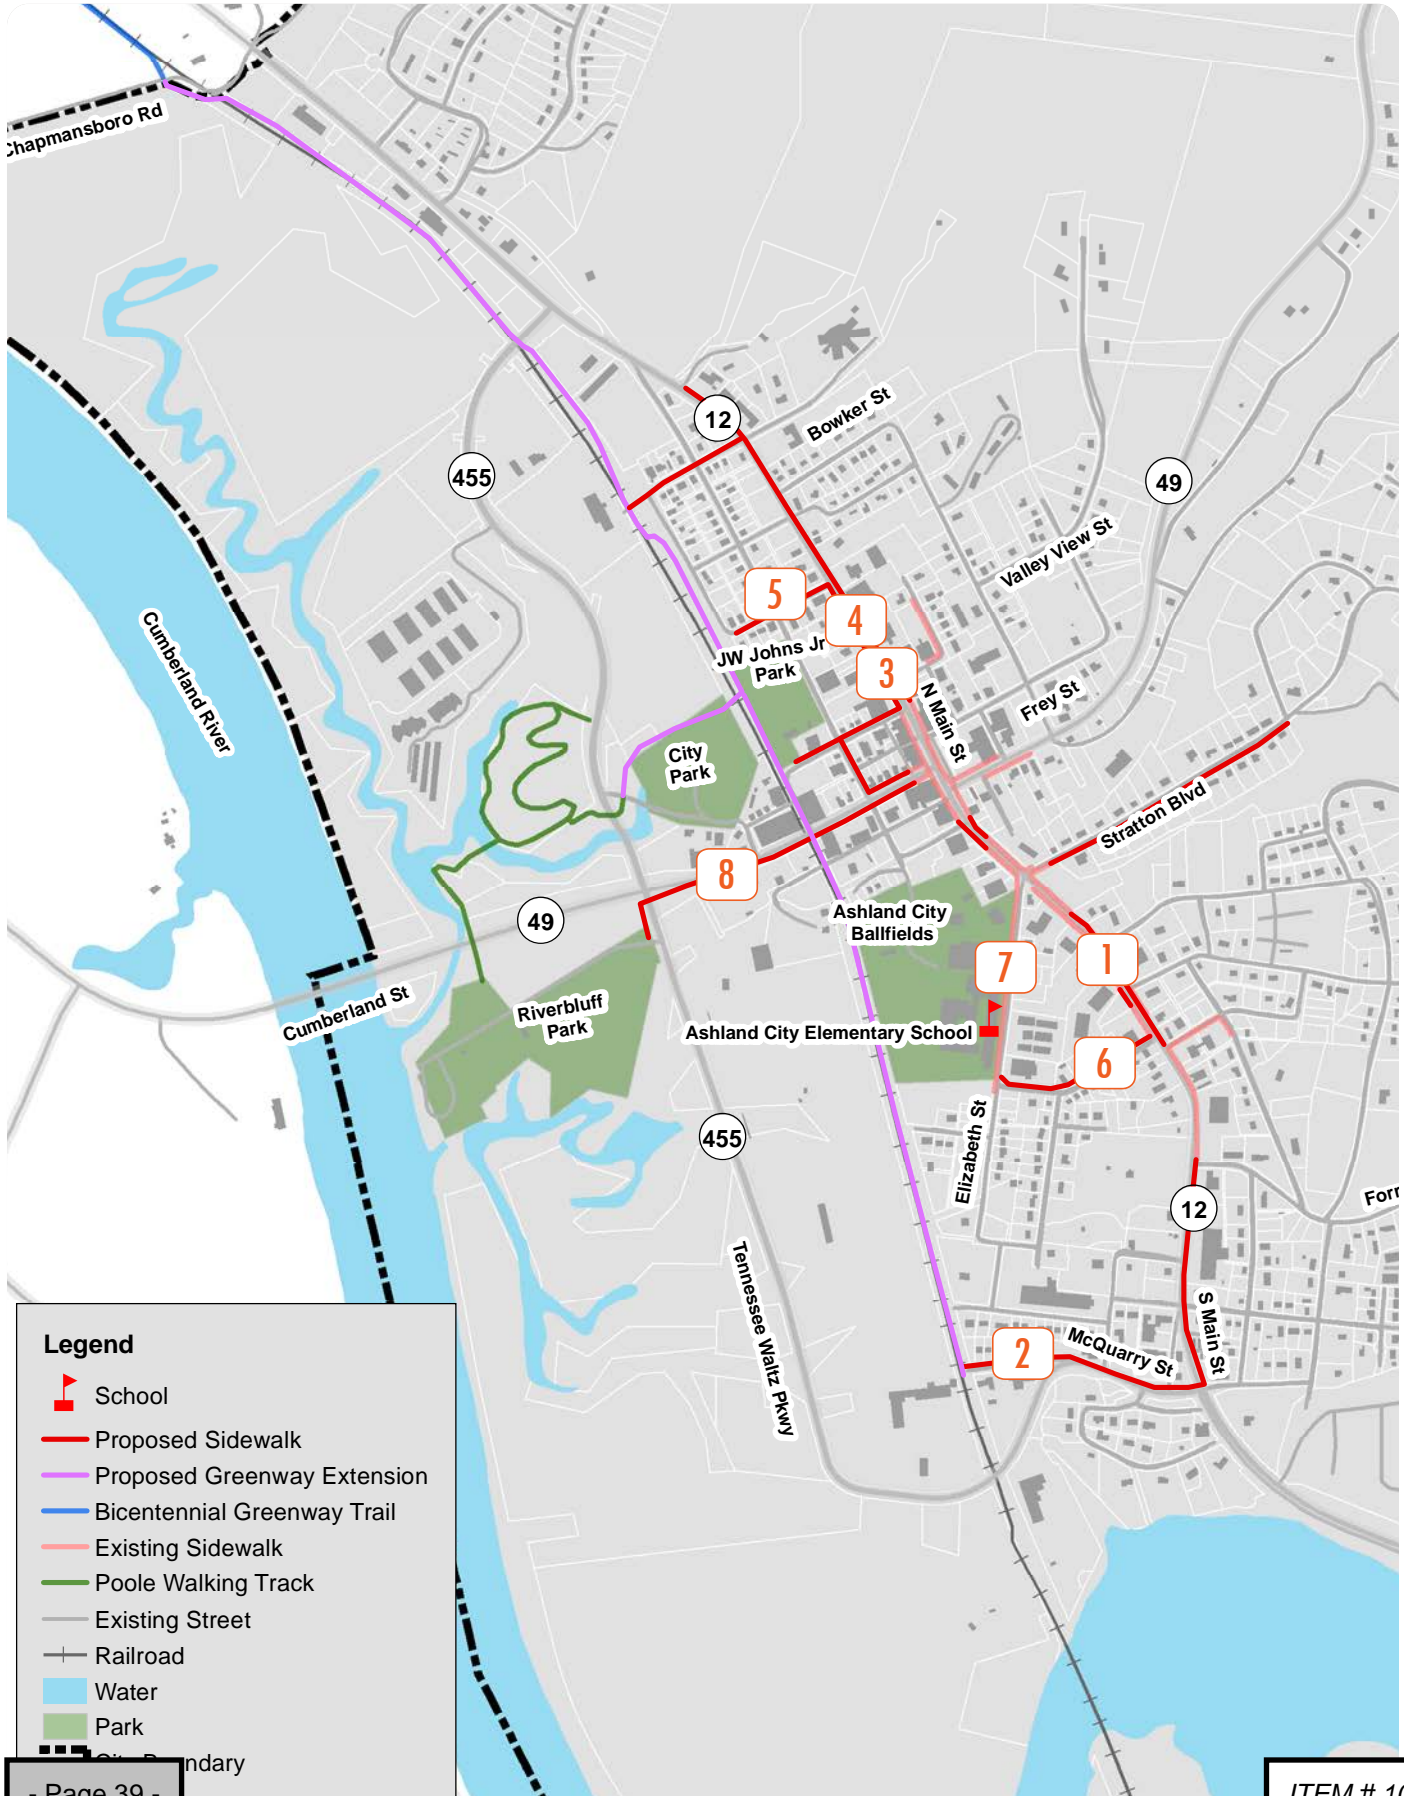 Chapmansboro Rd
12
Bowker St
455
49
Valley View St
5
4
Cumberland River
JW Johns Jr
Park
3
N Main St
Frey St
City
Park
Stratton Blvd
8
49
Ashland City
Ballfields
7
1
Cumberland St
Riverbluff
Park
Ashland City Elementary School
6
455
Elizabeth St
12
Tennessee Waltz Pkwy
S Main St
2
McQuarry St
Legend
School
Proposed Sidewalk
Proposed Greenway Extension
Bicentennial Greenway Trail
Existing Sidewalk
Poole Walking Track
Existing Street
Railroad
Water
Park
- Page 39 -
ITEM #